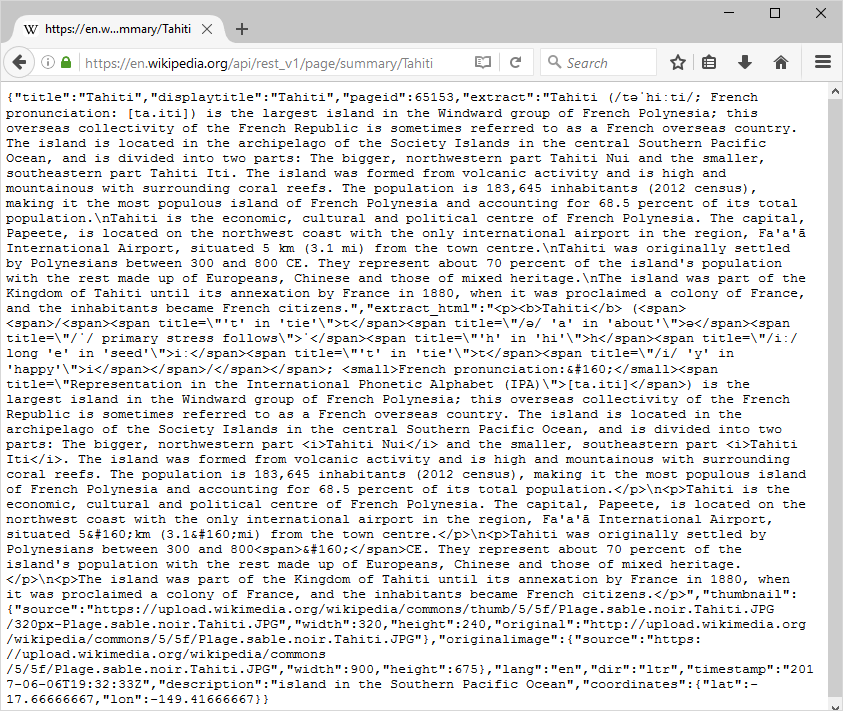 https://en.w...mmary/Tahiti
https://en.wikipedia.org/api/rest_v1/page/summary/Tahiti
Search
{"title":"Tahiti","displaytitle":"Tahiti","pageid":65153,"extract":"Tahiti (/təˈhiːti/; French
pronunciation: ​[ta.iti]) is the largest island in the Windward group of French Polynesia; this
overseas collectivity of the French Republic is sometimes referred to as a French overseas country.
The island is located in the archipelago of the Society Islands in the central Southern Pacific
Ocean, and is divided into two parts: The bigger, northwestern part Tahiti Nui and the smaller,
southeastern part Tahiti Iti. The island was formed from volcanic activity and is high and
mountainous with surrounding coral reefs. The population is 183,645 inhabitants (2012 census),
making it the most populous island of French Polynesia and accounting for 68.5 percent of its total
population.\nTahiti is the economic, cultural and political centre of French Polynesia. The capital,
Papeete, is located on the northwest coast with the only international airport in the region, Fa'a'ā
International Airport, situated 5 km (3.1 mi) from the town centre.\nTahiti was originally settled
by Polynesians between 300 and 800 CE. They represent about 70 percent of the island's population
with the rest made up of Europeans, Chinese and those of mixed heritage.\nThe island was part of the
Kingdom of Tahiti until its annexation by France in 1880, when it was proclaimed a colony of France,
and the inhabitants became French citizens.","extract_html":"<p><b>Tahiti</b> (<span>
<span>/<span><span title=\"'t' in 'tie'\">t</span><span title=\"/ə/ 'a' in 'about'\">ə</span><span
title=\"/ˈ/ primary stress follows\">ˈ</span><span title=\"'h' in 'hi'\">h</span><span title=\"/iː/
long 'e' in 'seed'\">iː</span><span title=\"'t' in 'tie'\">t</span><span title=\"/i/ 'y' in
'happy'\">i</span></span>/</span></span>; <small>French pronunciation:&#160;</small><span
title=\"Representation in the International Phonetic Alphabet (IPA)\">​[ta.iti]</span>) is the
largest island in the Windward group of French Polynesia; this overseas collectivity of the French
Republic is sometimes referred to as a French overseas country. The island is located in the
archipelago of the Society Islands in the central Southern Pacific Ocean, and is divided into two
parts: The bigger, northwestern part <i>Tahiti Nui</i> and the smaller, southeastern part <i>Tahiti
Iti</i>. The island was formed from volcanic activity and is high and mountainous with surrounding
coral reefs. The population is 183,645 inhabitants (2012 census), making it the most populous island
of French Polynesia and accounting for 68.5 percent of its total population.</p>\n<p>Tahiti is the
economic, cultural and political centre of French Polynesia. The capital, Papeete, is located on the
northwest coast with the only international airport in the region, Fa'a'ā International Airport,
situated 5&#160;km (3.1&#160;mi) from the town centre.</p>\n<p>Tahiti was originally settled by
Polynesians between 300 and 800<span>&#160;</span>CE. They represent about 70 percent of the
island's population with the rest made up of Europeans, Chinese and those of mixed heritage.
</p>\n<p>The island was part of the Kingdom of Tahiti until its annexation by France in 1880, when
it was proclaimed a colony of France, and the inhabitants became French citizens.</p>","thumbnail":
{"source":"https://upload.wikimedia.org/wikipedia/commons/thumb/5/5f/Plage.sable.noir.Tahiti.JPG
/320px-Plage.sable.noir.Tahiti.JPG","width":320,"height":240,"original":"http://upload.wikimedia.org
/wikipedia/commons/5/5f/Plage.sable.noir.Tahiti.JPG"},"originalimage":{"source":"https:
//upload.wikimedia.org/wikipedia/commons
/5/5f/Plage.sable.noir.Tahiti.JPG","width":900,"height":675},"lang":"en","dir":"ltr","timestamp":"201
7-06-06T19:32:33Z","description":"island in the Southern Pacific Ocean","coordinates":{"lat":-
17.66666667,"lon":-149.41666667}}